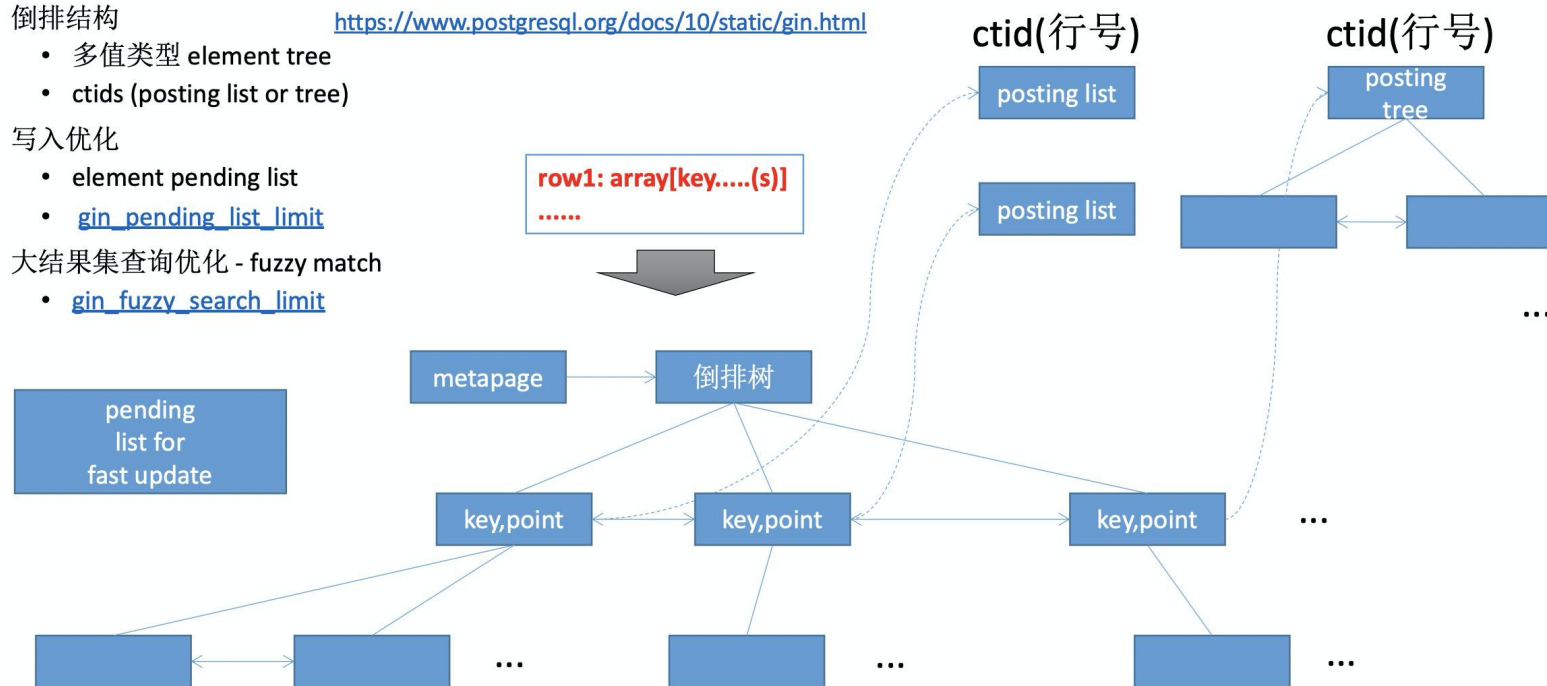 倒排结构
https://www.postgresql.org/docs/10/static/gin.html
• 多值类型 element tree
• ctids (posting list or tree)
写入优化
• element pending list
• gin_pending_list_limit
大结果集查询优化 - fuzzy match
• gin_fuzzy_search_limit
row1: array[key.....(s)]
......
ctid(行号)
posting list
posting list
ctid(行号)
posting
tree
...
metapage
倒排树
pending
list for
fast update
key,point
key,point
key,point
...
...
...
...